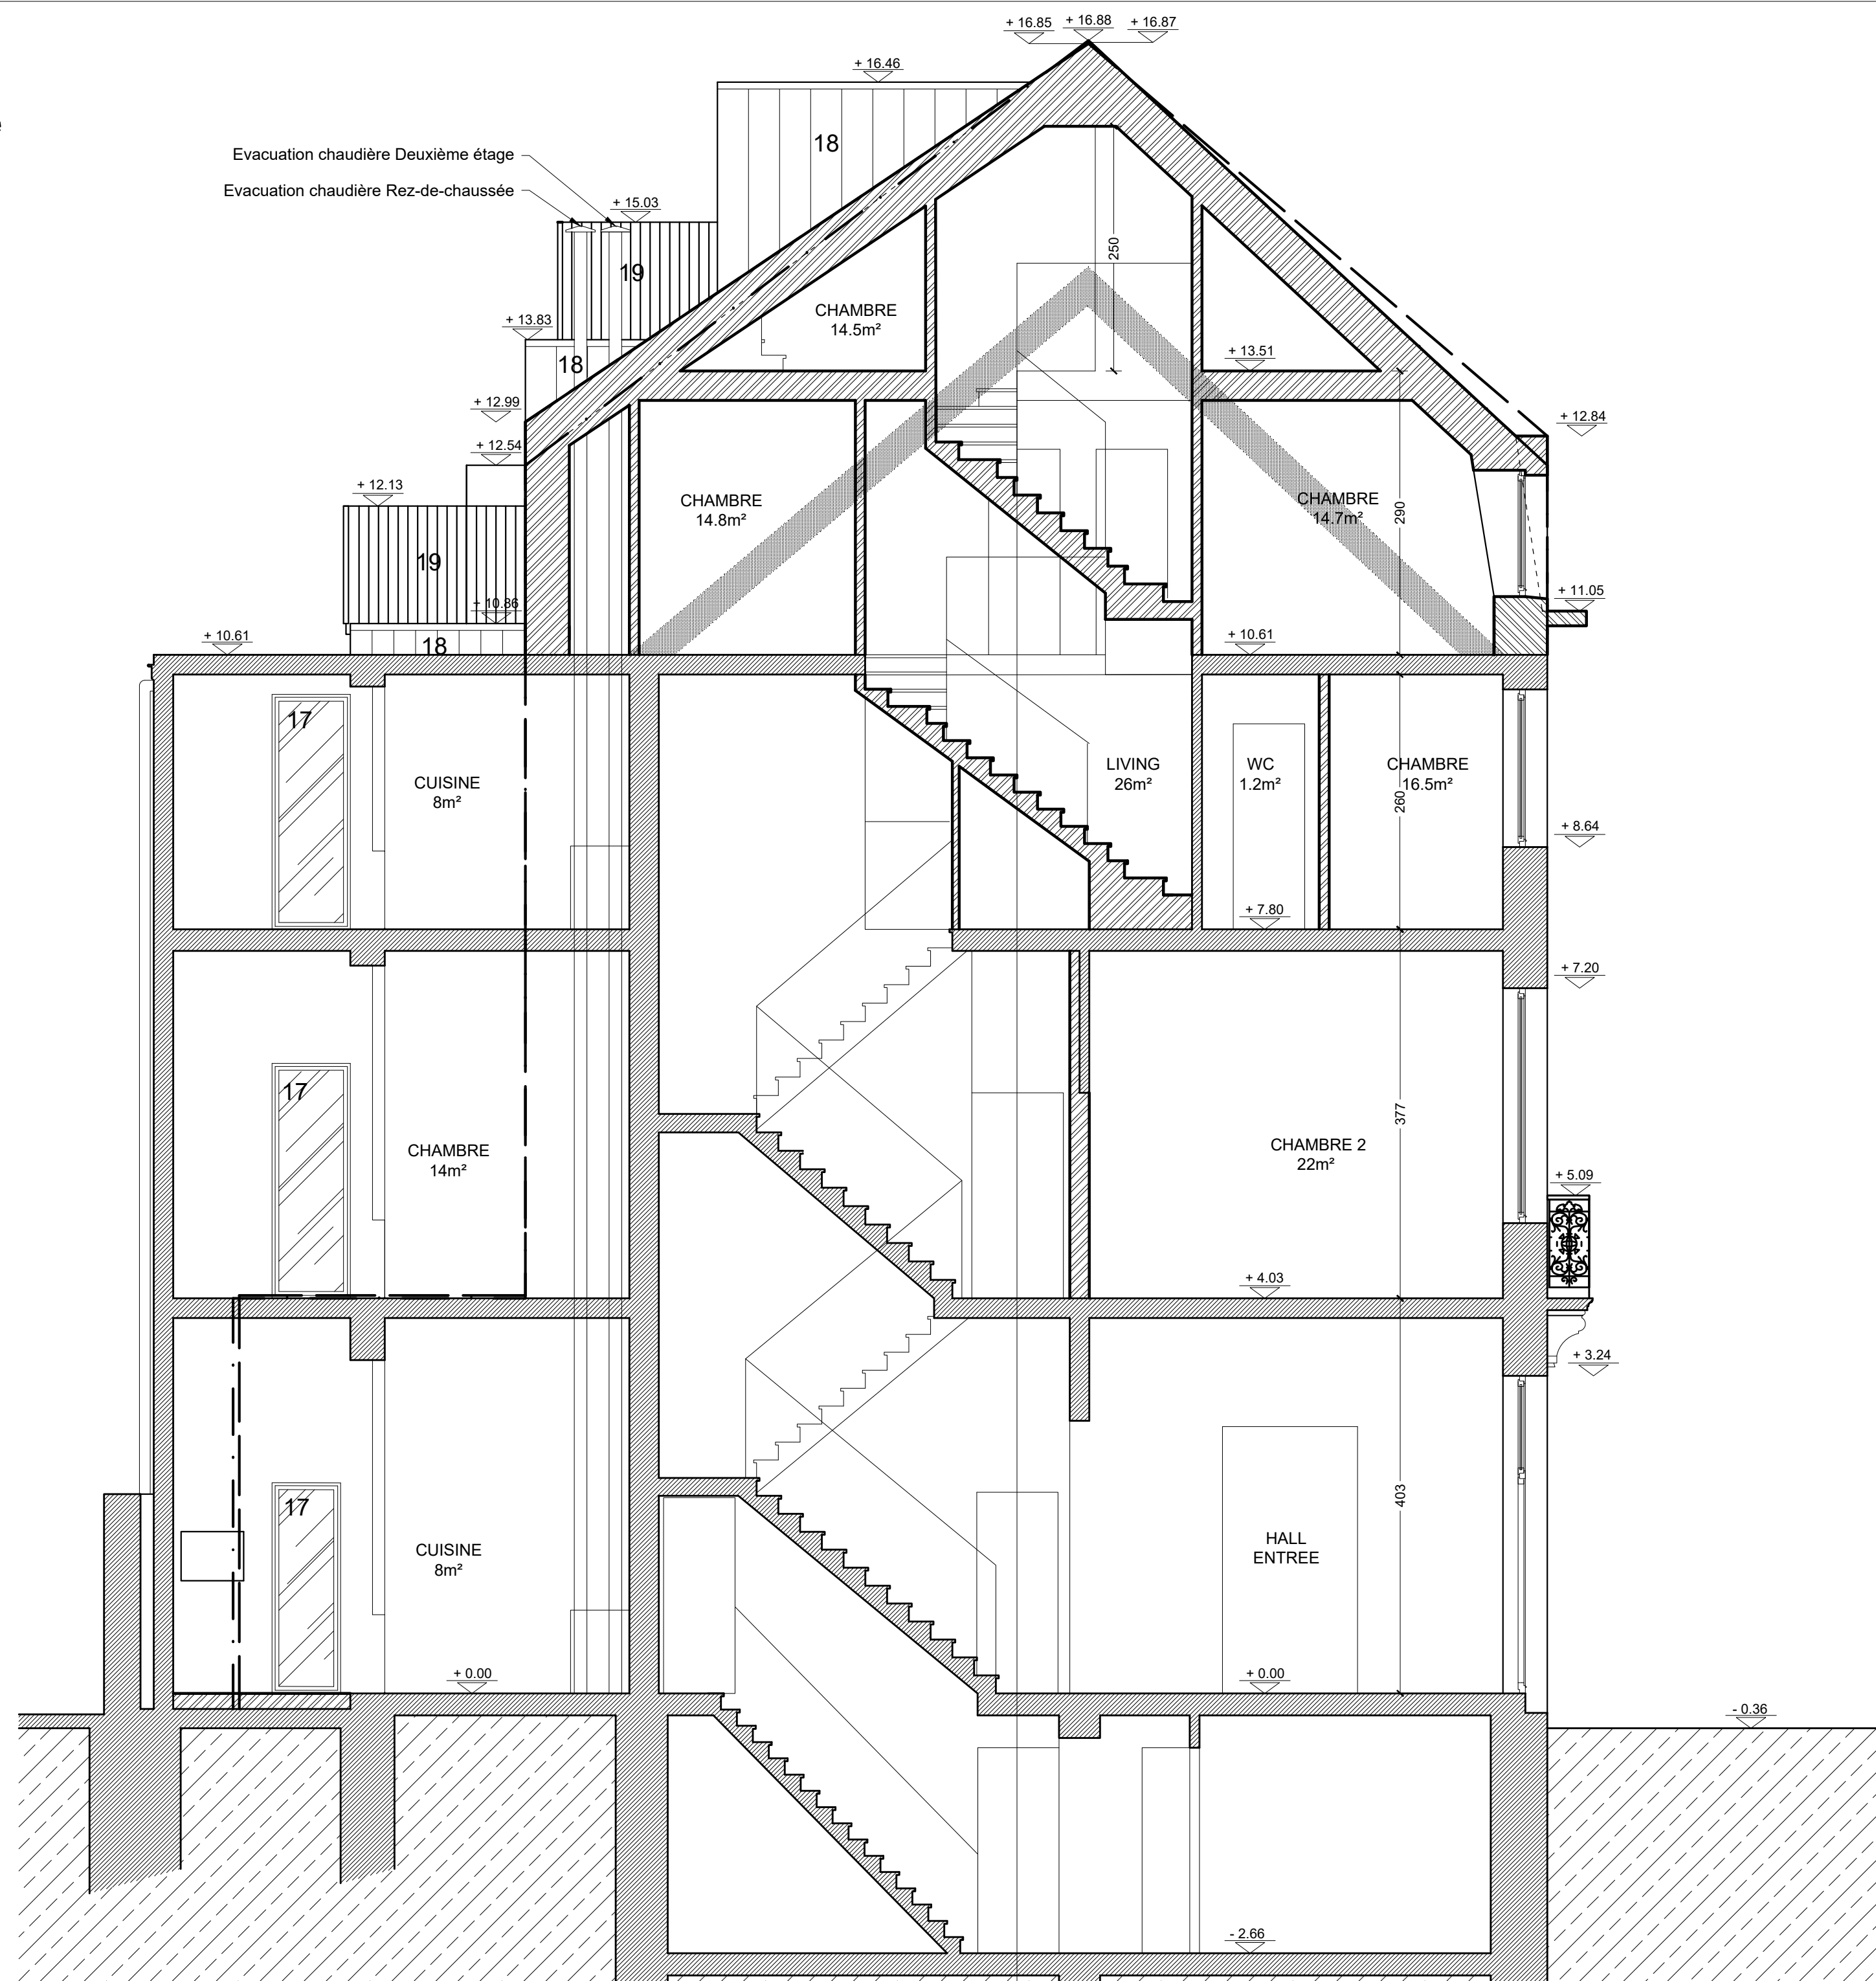 + 16.85
+ 16.88
+ 16.87
+ 16.46
18
Evacuation chaudière Deuxième étage
Evacuation chaudière Rez-de-chaussée
+ 15.03
19
250
CHAMBRE
14.5m²
+ 13.83
18
+ 13.51
+ 12.99
+ 12.84
+ 12.54
+ 12.13
CHAMBRE
14.8m²
CHAMBRE
14.7m²
290
19
+ 10.86
+ 11.05
18
+ 10.61
+ 10.61
17
CUISINE
8m²
LIVING
26m²
WC
1.2m²
CHAMBRE
16.5m²
260
+ 8.64
+ 7.80
+ 7.20
17
CHAMBRE
14m²
377
CHAMBRE 2
22m²
+ 5.09
+ 4.03
+ 3.24
17
CUISINE
8m²
403
HALL
ENTREE
+ 0.00
+ 0.00
- 0.36
- 2.66